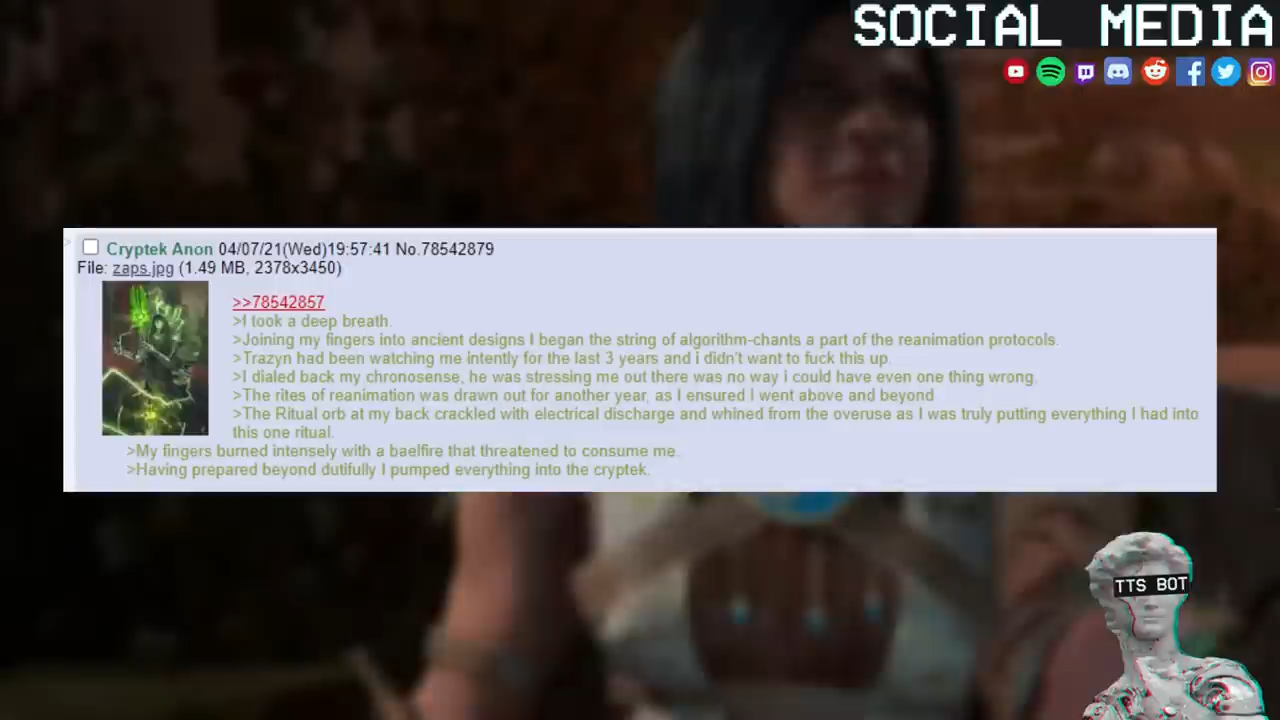 SOCIAL MEDIA
Cryptek Anon 04/07/21(Wed)19:57:41 No.78542879
File: zaps.jpg (1.49 MB, 2378x3450)
>>78542857
>I took a deep breath.
>Joining my fingers into ancient designs I began the string of algorithm-chants a part of the reanimation protocols.
>Trazyn had been watching me intently for the last 3 years and i didn't want to fuck this up.
>I dialed back my chronosense, he was stressing me out there was no way i could have even one thing wrong.
>The rites of reanimation was drawn out for another year, as I ensured I went above and beyond
>The Ritual orb at my back crackled with electrical discharge and whined from the overuse as I was truly putting everything I had into
this one ritual.
>My fingers burned intensely with a baelfire that threatened to consume me.
>Having prepared beyond dutifully I pumped everything into the cryptek.
TTS BOT